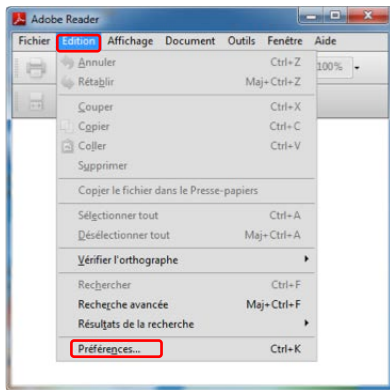 Adobe Reader
Fichier Edition Affichage Document Outils Fenêtre Aide
Annuler Ctrl+Z
100%
Rétablir Maj+Ctrl+Z
Couper Ctrl+X
Copier Ctrl+C
Coller Ctrl+V
Supprimer
Copier le fichier dans le Presse-papiers
Sélectionner tout Ctrl+A
Désélectionner tout Maj+Ctrl+A
Vérifier l'orthographe
Rechercher Ctrl+F
Recherche avancée Maj+Ctrl+F
Résultats de la recherche
Préférences... Ctrl+K